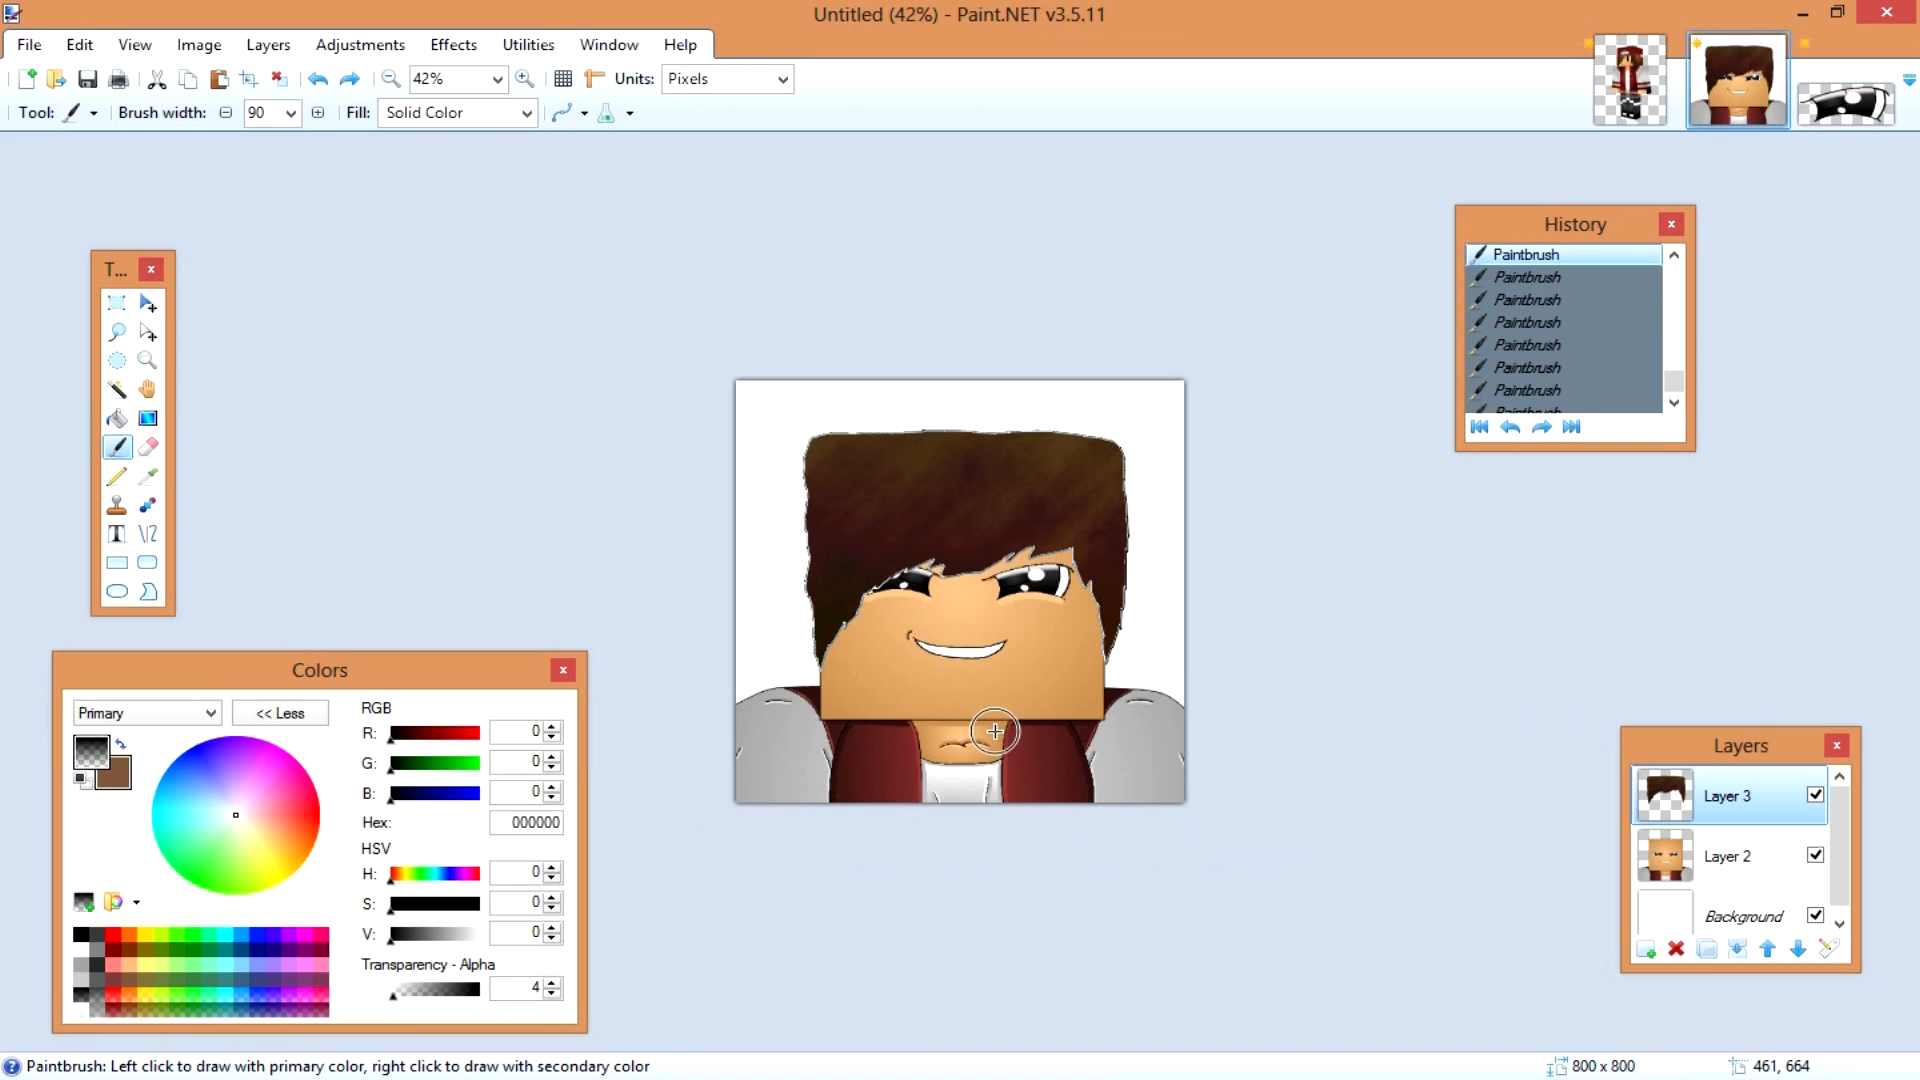 Untitled (42%) - Paint.NET v3.5.11
File Edit View Image Layers Adjustments Effects Utilities Window Help
42% Units: Pixels
Tool: Brush width: 90 Fill: Solid Color
History
Paintbrush
Paintbrush
Paintbrush
Paintbrush
Paintbrush
Paintbrush
Paintbrush
Paintbrush
T...
Colors
Primary << Less RGB
R: 0
G: 0
B: 0
Hex: 000000
HSV
H: 0
S: 0
V: 0
Transparency - Alpha
4
Layers
Layer 3
Layer 2
Background
Paintbrush: Left click to draw with primary color, right click to draw with secondary color 800 x 800 461, 664